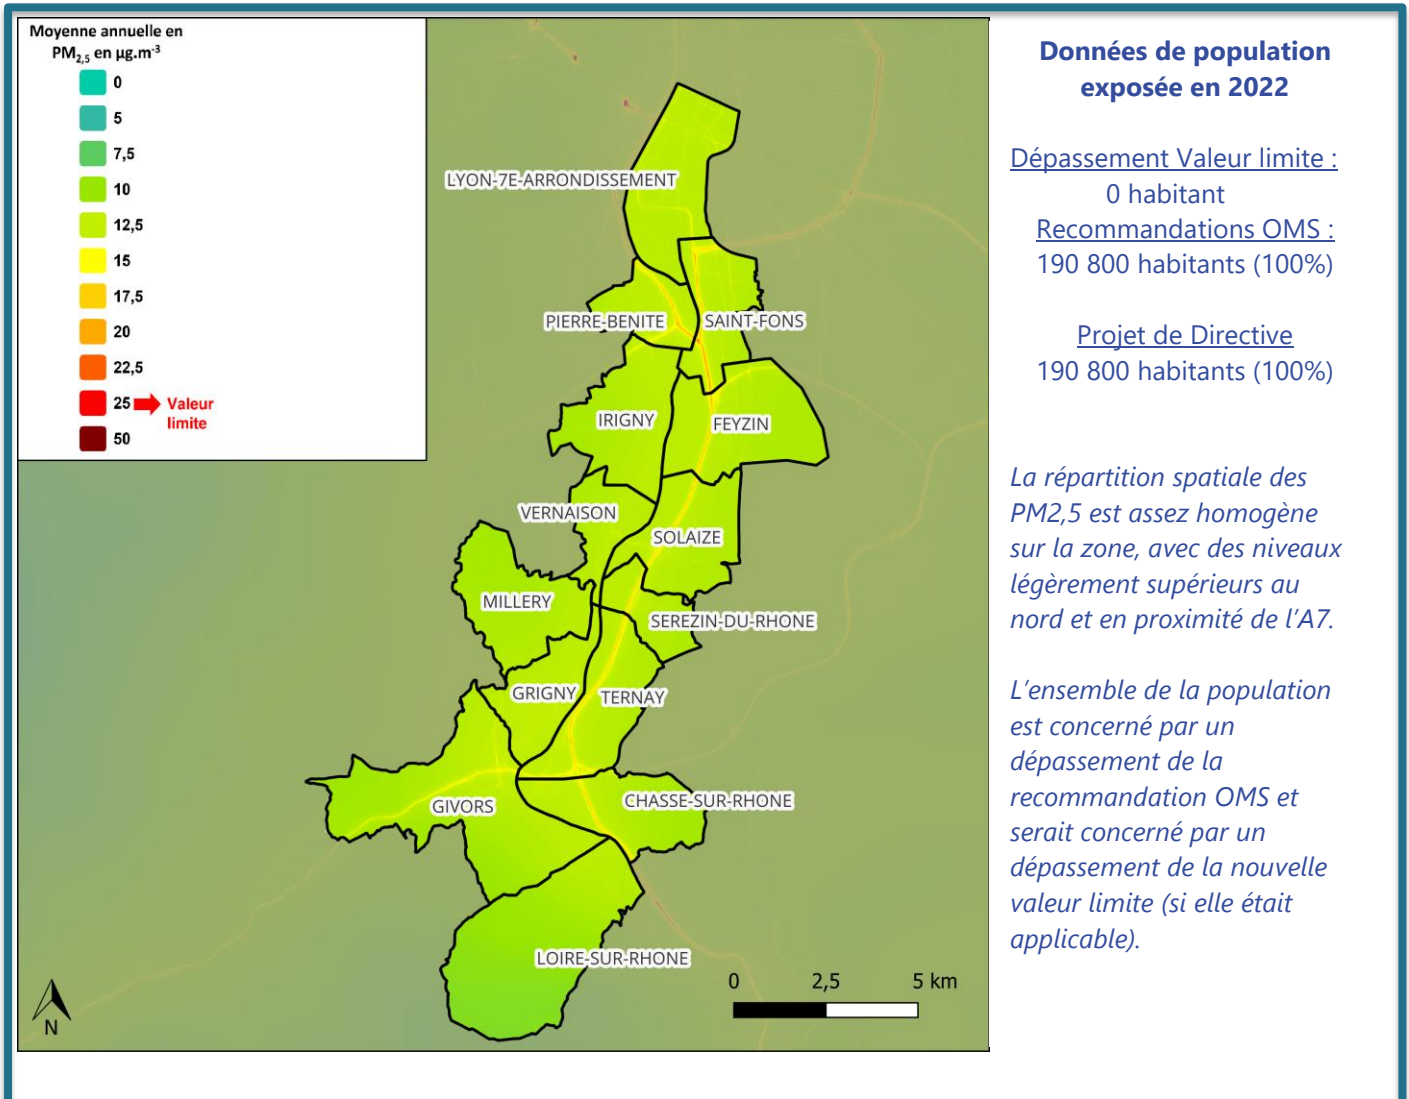 Moyenne annuelle en
PM2,5 en µg.m-3
0
5
7,5
10
12,5
15
17,5
20
22,5
25 Valeur
limite
50
LYON-7E-ARRONDISSEMENT
PIERRE-BENITE
SAINT-FONS
IRIGNY
FEYZIN
VERNAISON
SOLAIZE
MILLERY
SEREZIN-DU-RHONE
GRIGNY
TERNAY
GIVORS
CHASSE-SUR-RHONE
LOIRE-SUR-RHONE
N
0 2,5 5 km
Données de population
exposée en 2022
Dépassement Valeur limite :
0 habitant
Recommandations OMS :
190 800 habitants (100%)
Projet de Directive
190 800 habitants (100%)
La répartition spatiale des
PM2,5 est assez homogène
sur la zone, avec des niveaux
légèrement supérieurs au
nord et en proximité de l'A7.
L'ensemble de la population
est concerné par un
dépassement de la
recommandation OMS et
serait concerné par un
dépassement de la nouvelle
valeur limite (si elle était
applicable).